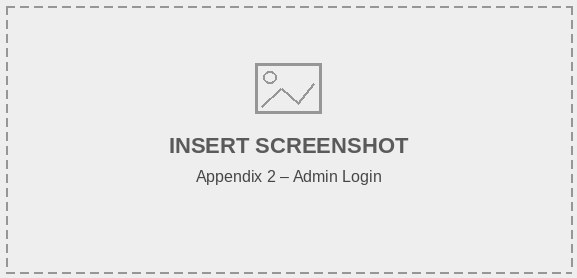 INSERT SCREENSHOT
Appendix 2 – Admin Login